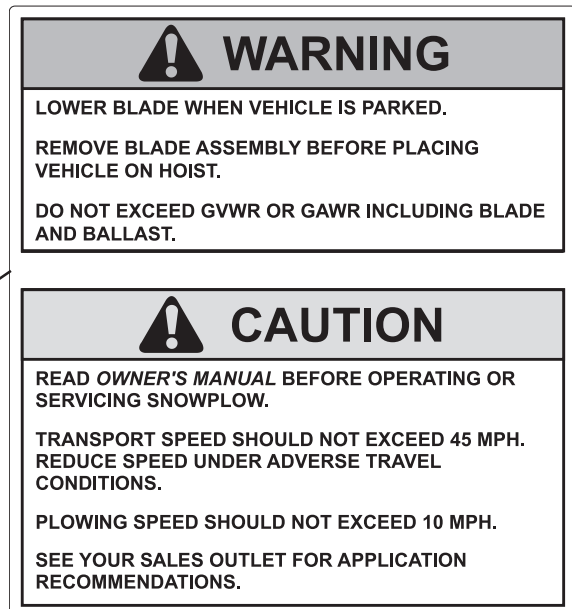 WARNING
LOWER BLADE WHEN VEHICLE IS PARKED.
REMOVE BLADE ASSEMBLY BEFORE PLACING
VEHICLE ON HOIST.
DO NOT EXCEED GVWR OR GAWR INCLUDING BLADE
AND BALLAST.
CAUTION
READ OWNER'S MANUAL BEFORE OPERATING OR
SERVICING SNOWPLOW.
TRANSPORT SPEED SHOULD NOT EXCEED 45 MPH.
REDUCE SPEED UNDER ADVERSE TRAVEL
CONDITIONS.
PLOWING SPEED SHOULD NOT EXCEED 10 MPH.
SEE YOUR SALES OUTLET FOR APPLICATION
RECOMMENDATIONS.